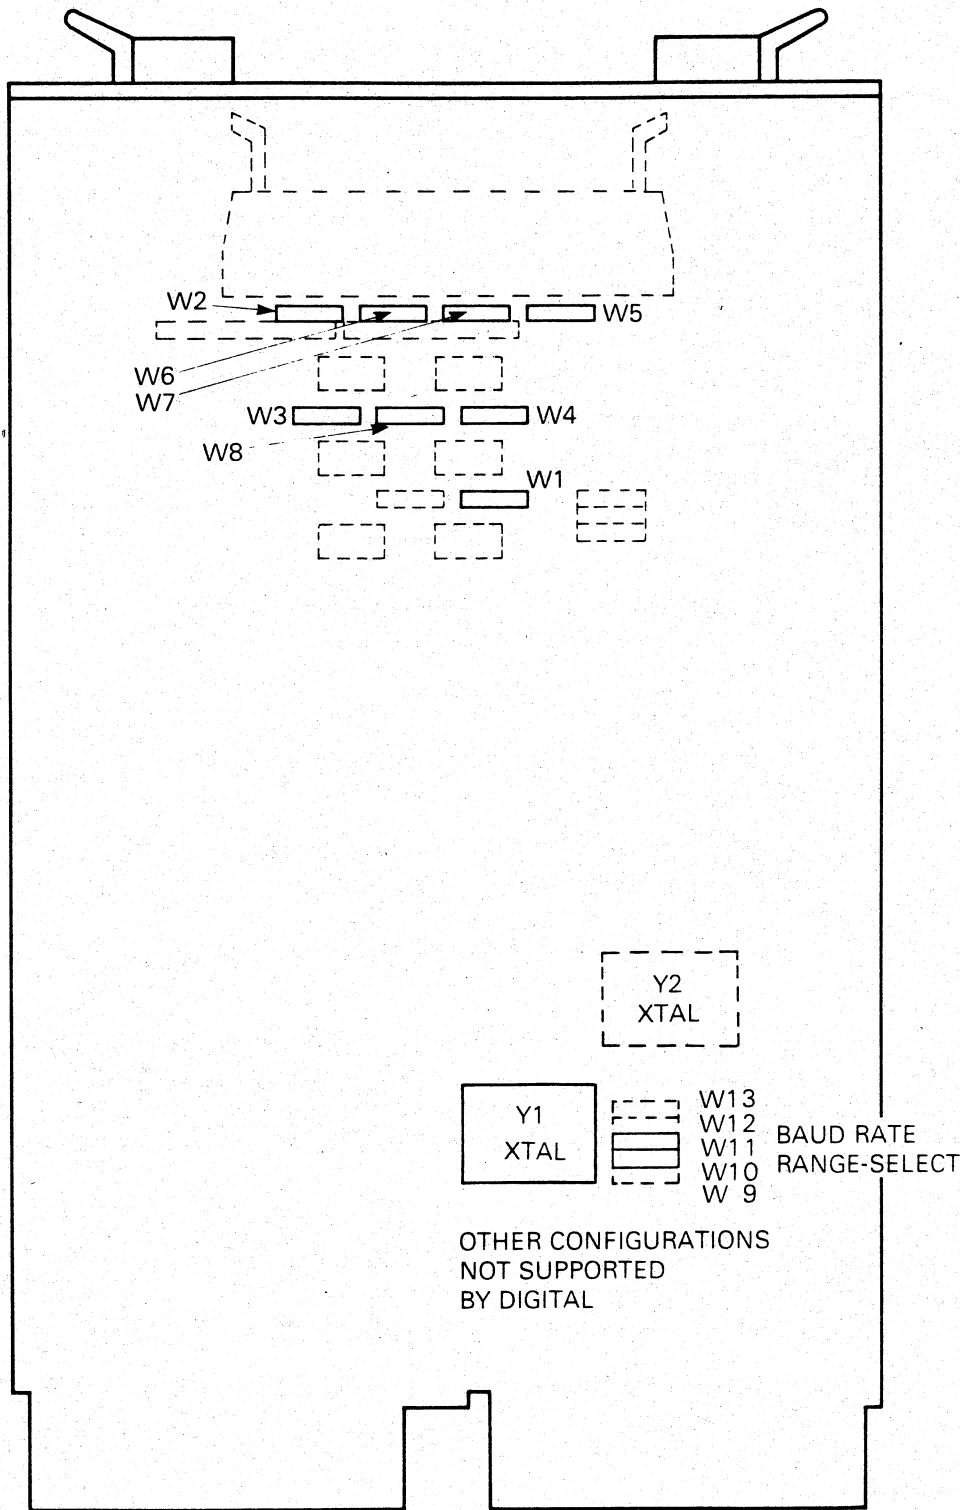 W2
W5
W6
W7
W3
W4
W8
W1
Y2
XTAL
Y1
XTAL
W13
W12
W11
W10
W 9
BAUD RATE
RANGE-SELECT
OTHER CONFIGURATIONS
NOT SUPPORTED
BY DIGITAL